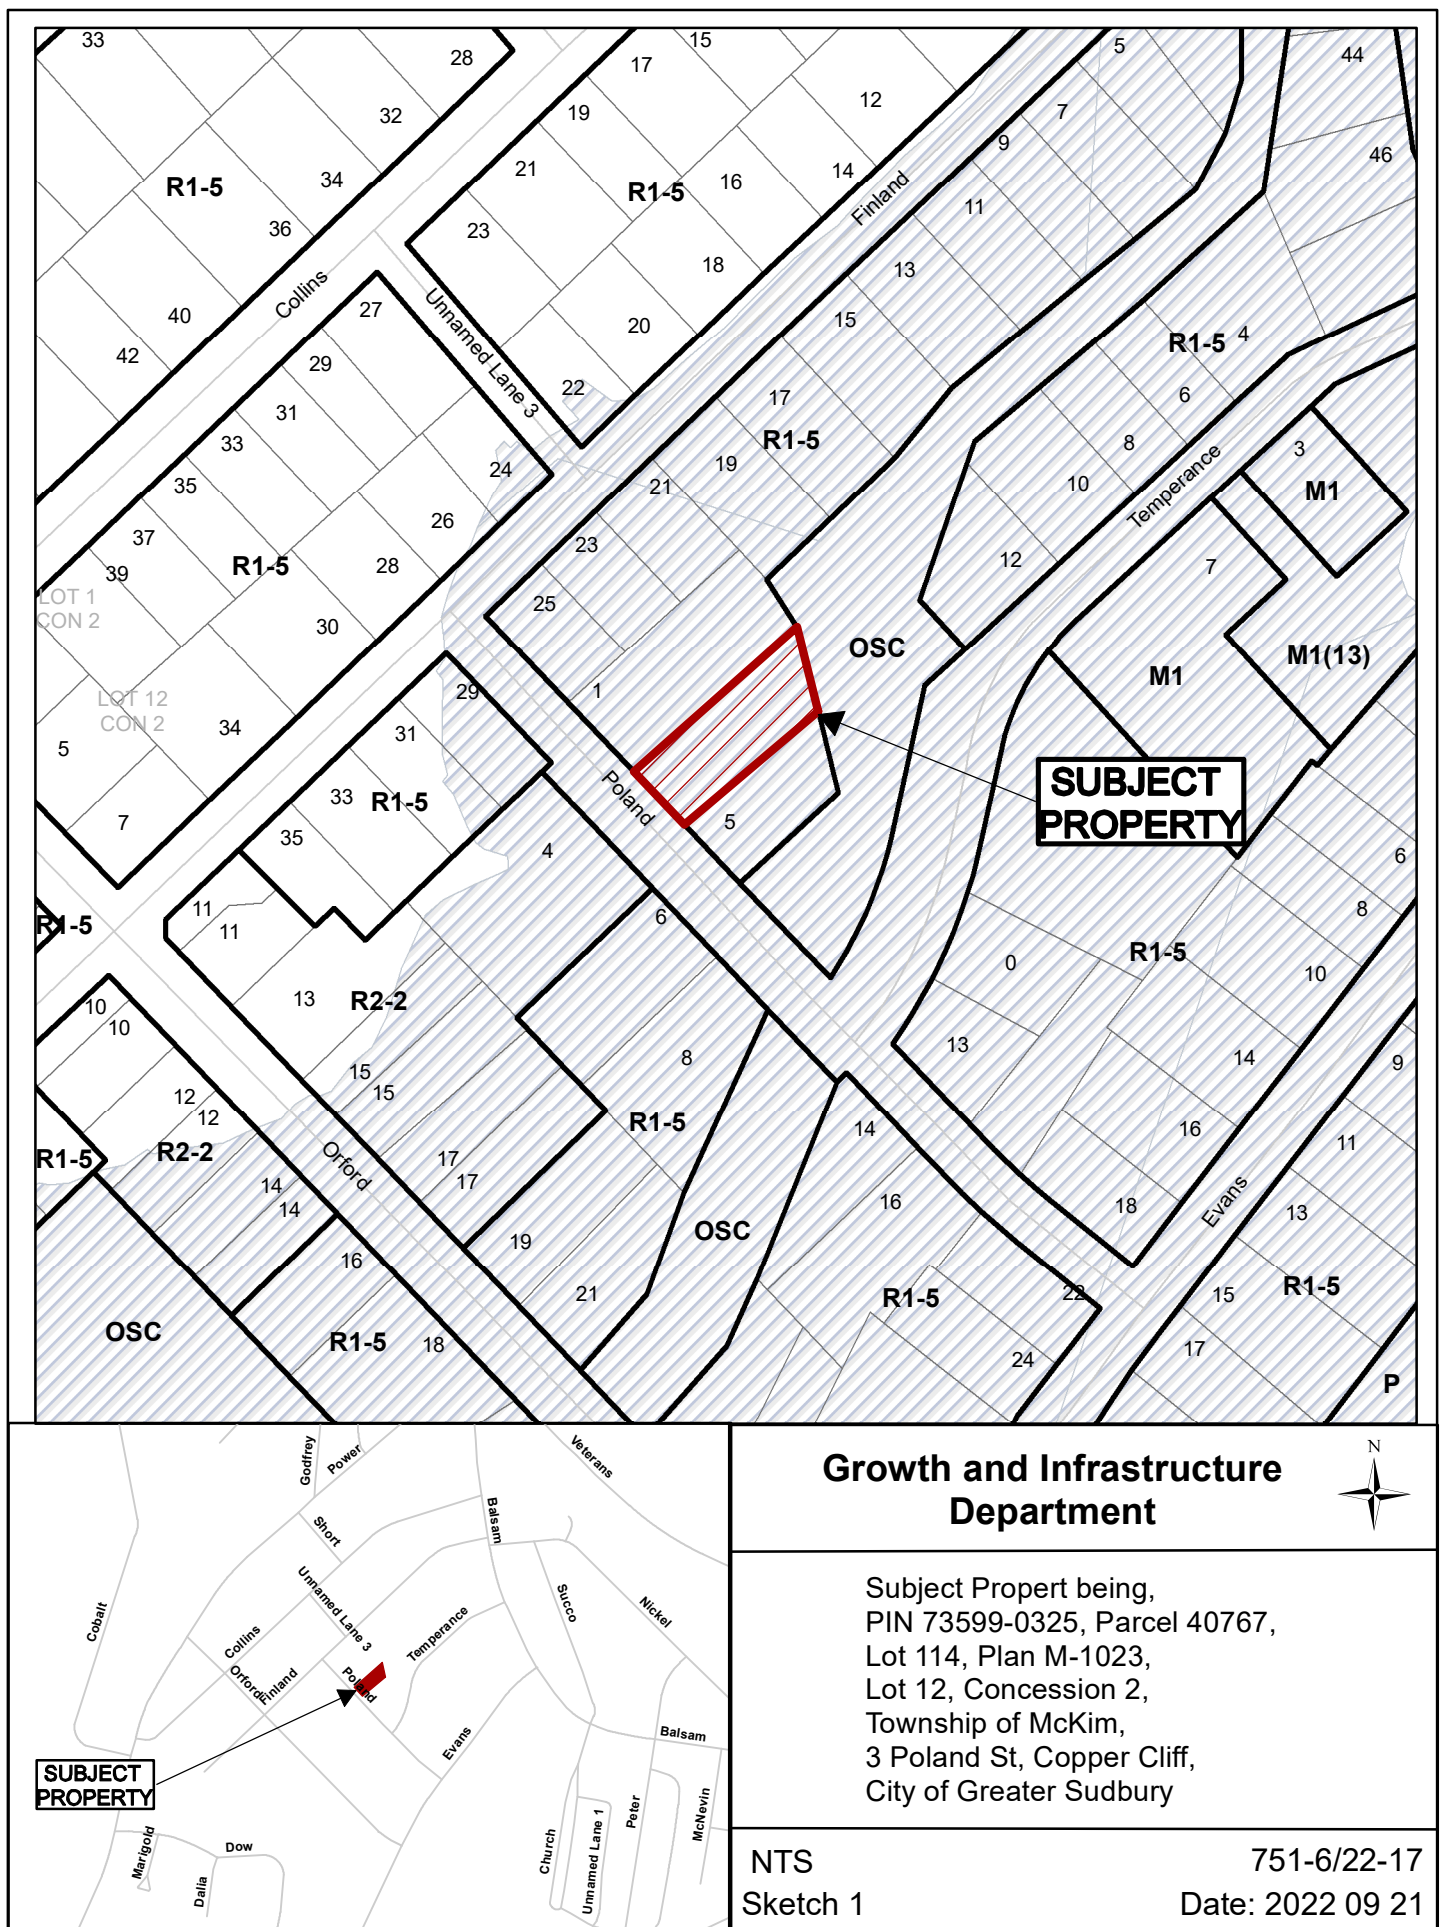 33
28
15
17
5
44
32
19
12
7
9
46
R1-5
34
21
R1-5
16
14
Finland
36
23
11
18
13
Collins
27
Unnamed Lane 3
40
20
15
R1-5
4
42
29
22
17
6
31
R1-5
8
3
33
24
19
10
Temperance
M1
35
21
26
37
23
12
7
39
R1-5
28
LOT 1
CON 2
25
30
OSC
M1(13)
M1
LOT 12
CON 2
29
1
34
31
5
Poland
SUBJECT
PROPERTY
33
R1-5
7
35
5
4
6
11
11
6
8
R1-5
R1-5
0
10
13
R2-2
10
10
13
8
14
9
15
15
12
12
R1-5
14
16
11
R1-5
R2-2
Orford
17
17
14
14
16
18
Evans
13
OSC
19
16
21
R1-5
22
15
R1-5
OSC
R1-5
18
24
17
P
Godfrey
Power
Veterans
Balsam
Short
Unnamed Lane 3
Succo
Nickel
Cobalt
Collins
Temperance
Orford
Finland
Poland
Evans
Balsam
SUBJECT
PROPERTY
Marigold
Dow
Dalia
Church
Unnamed Lane 1
Peter
McNevin
Growth and Infrastructure
Department
N
Subject Propert being,
PIN 73599-0325, Parcel 40767,
Lot 114, Plan M-1023,
Lot 12, Concession 2,
Township of McKim,
3 Poland St, Copper Cliff,
City of Greater Sudbury
NTS
751-6/22-17
Sketch 1
Date: 2022 09 21